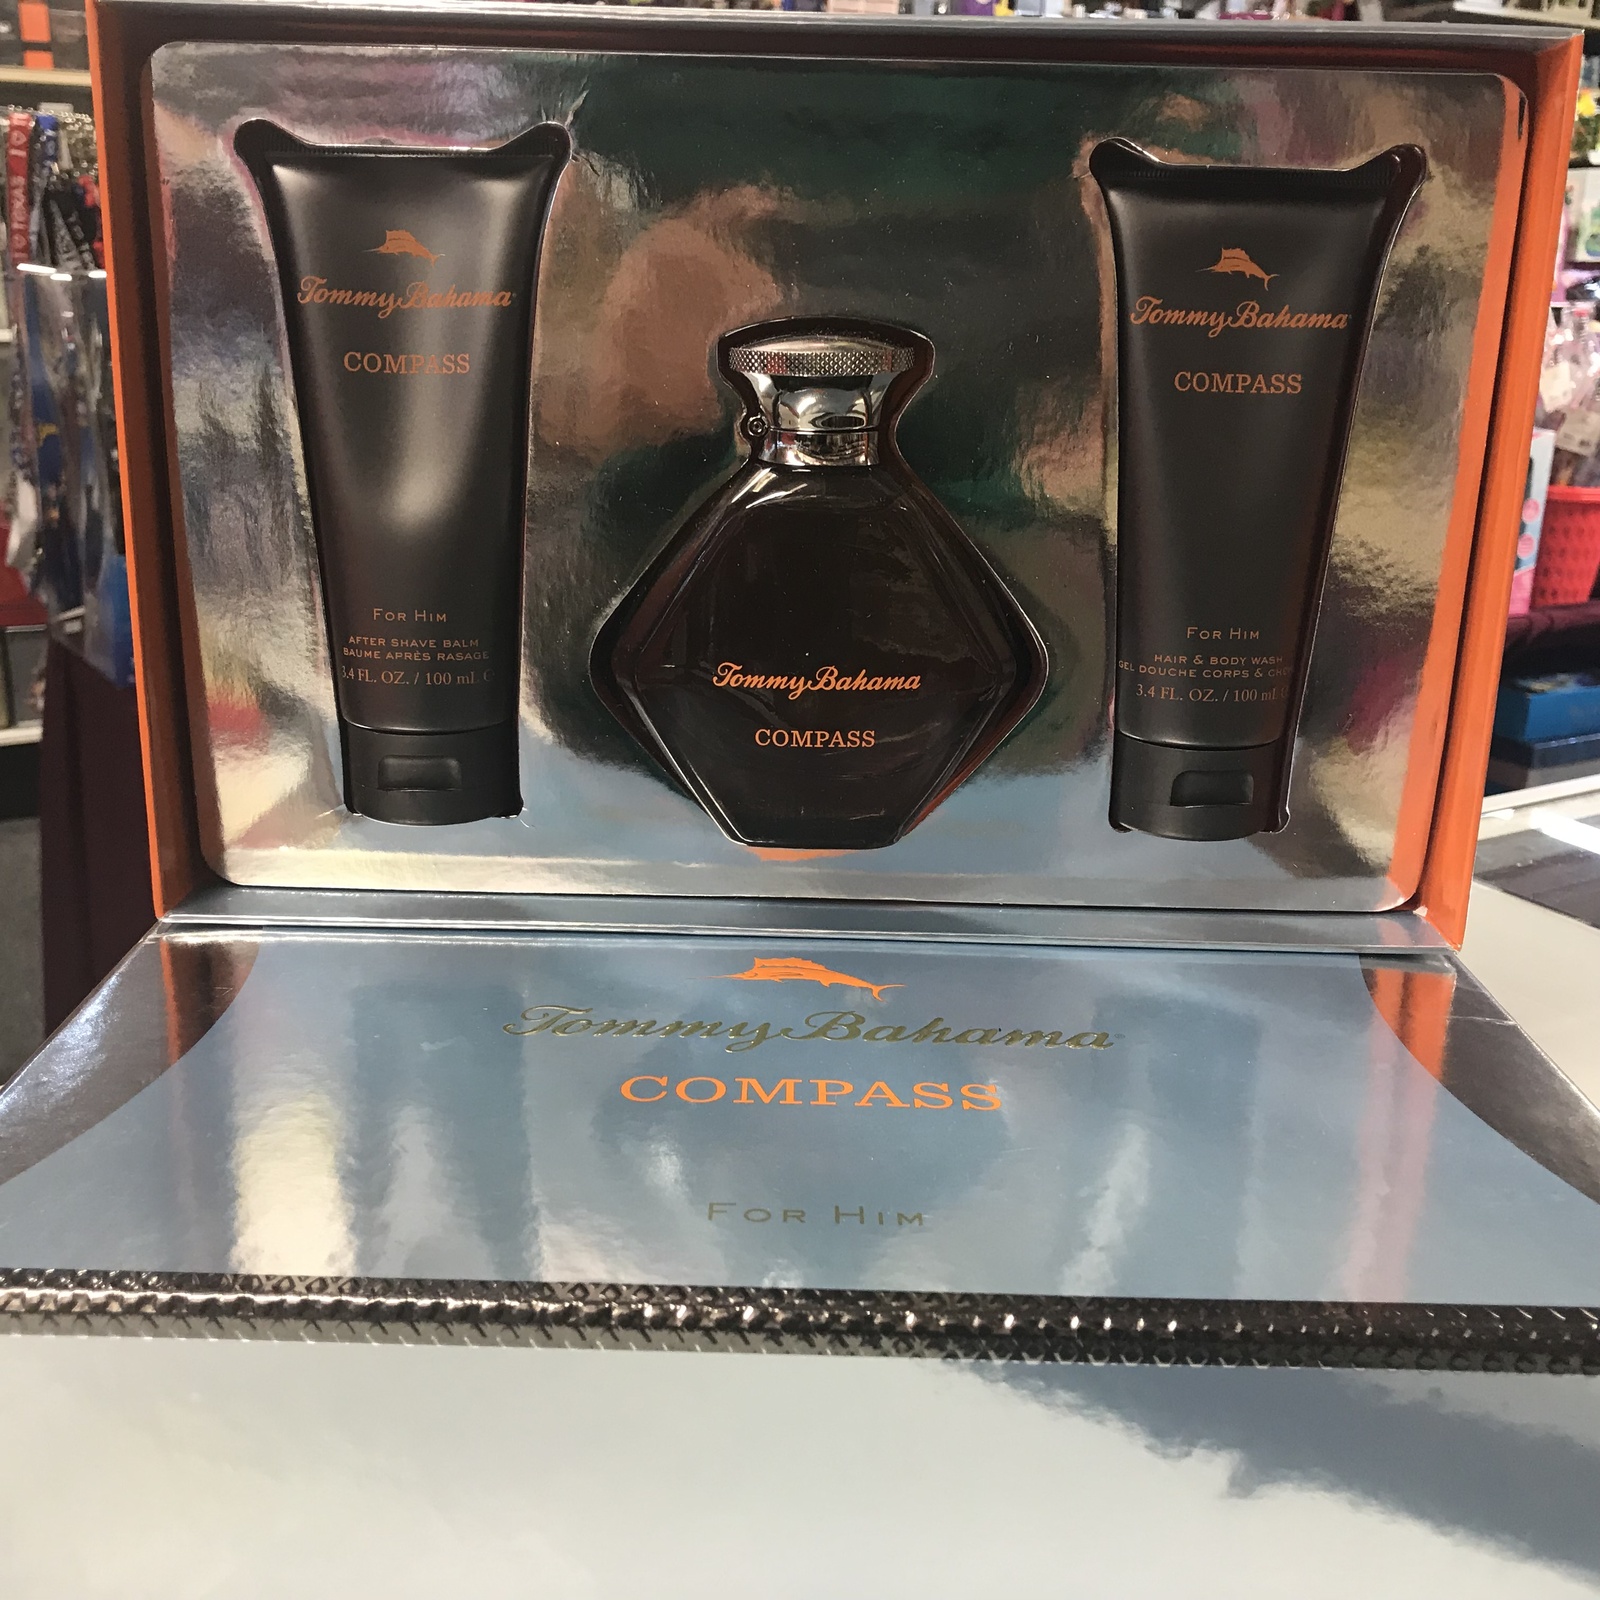 Tommy Bahama
COMPASS
FOR HIM
AFTER SHAVE BALM
BAUME APRÈS RASAGE
3.4 FL. OZ. / 100 mL
Tommy Bahama
COMPASS
Tommy Bahama
COMPASS
FOR HIM
HAIR & BODY WASH
GEL DOUCHE CORPS &
3.4 FL. OZ. / 100 mL
Tommy Bahama
COMPASS
FOR HIM